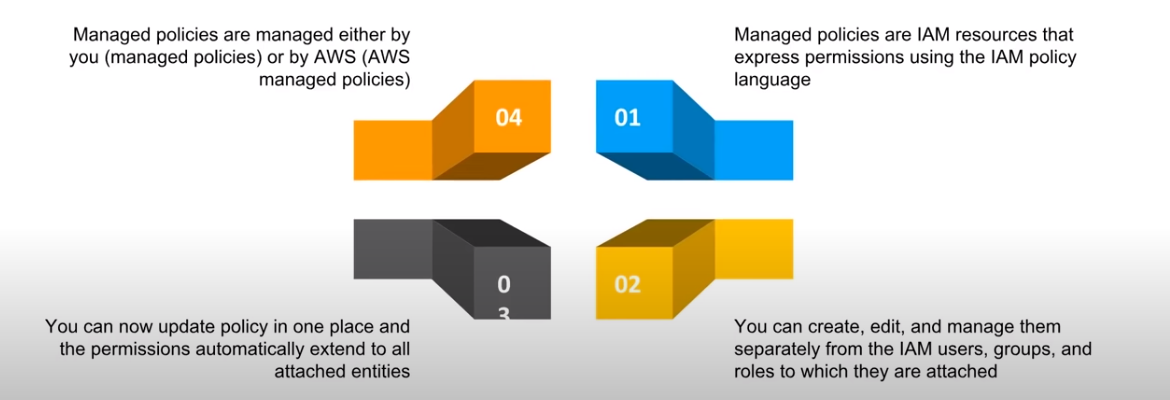 Managed policies are managed either by
you (managed policies) or by AWS (AWS
managed policies)
04
Managed policies are IAM resources that
express permissions using the IAM policy
language
01
0
3
You can now update policy in one place and
the permissions automatically extend to all
attached entities
02
You can create, edit, and manage them
separately from the IAM users, groups, and
roles to which they are attached